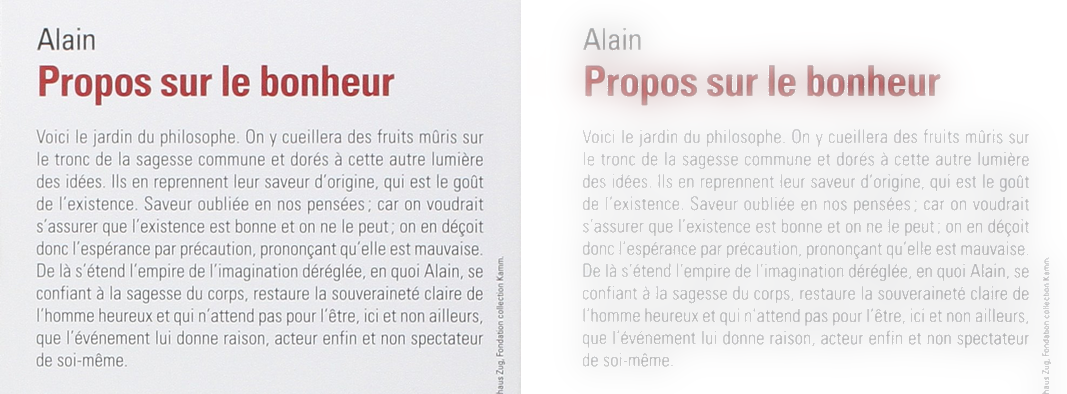 Alain
Propos sur le bonheur
Voici le jardin du philosophe. On y cueillera des fruits mûris sur
le tronc de la sagesse commune et dorés à cette autre lumière
des idées. Ils en reprennent leur saveur d'origine, qui est le goût
de l'existence. Saveur oubliée en nos pensées ; car on voudrait
s'assurer que l'existence est bonne et on ne le peut ; on en déçoit
donc l'espérance par précaution, prononçant qu'elle est mauvaise.
De là s'étend l'empire de l'imagination déréglée, en quoi Alain, se
confiant à la sagesse du corps, restaure la souveraineté claire de
l'homme heureux et qui n'attend pas pour l'être, ici et non ailleurs,
que l'événement lui donne raison, acteur enfin et non spectateur
de soi-même.
haus Zug, Fondation collection Kamm.
Alain
Propos sur le bonheur
Voici le jardin du philosophe. On y cueillera des fruits mûris sur
le tronc de la sagesse commune et dorés à cette autre lumière
des idées. Ils en reprennent leur saveur d'origine, qui est le goût
de l'existence. Saveur oubliée en nos pensées ; car on voudrait
s'assurer que l'existence est bonne et on ne le peut ; on en déçoit
donc l'espérance par précaution, prononçant qu'elle est mauvaise.
De là s'étend l'empire de l'imagination déréglée, en quoi Alain, se
confiant à la sagesse du corps, restaure la souveraineté claire de
l'homme heureux et qui n'attend pas pour l'être, ici et non ailleurs,
que l'événement lui donne raison, acteur enfin et non spectateur
de soi-même.
haus Zug, Fondation collection Kamm.